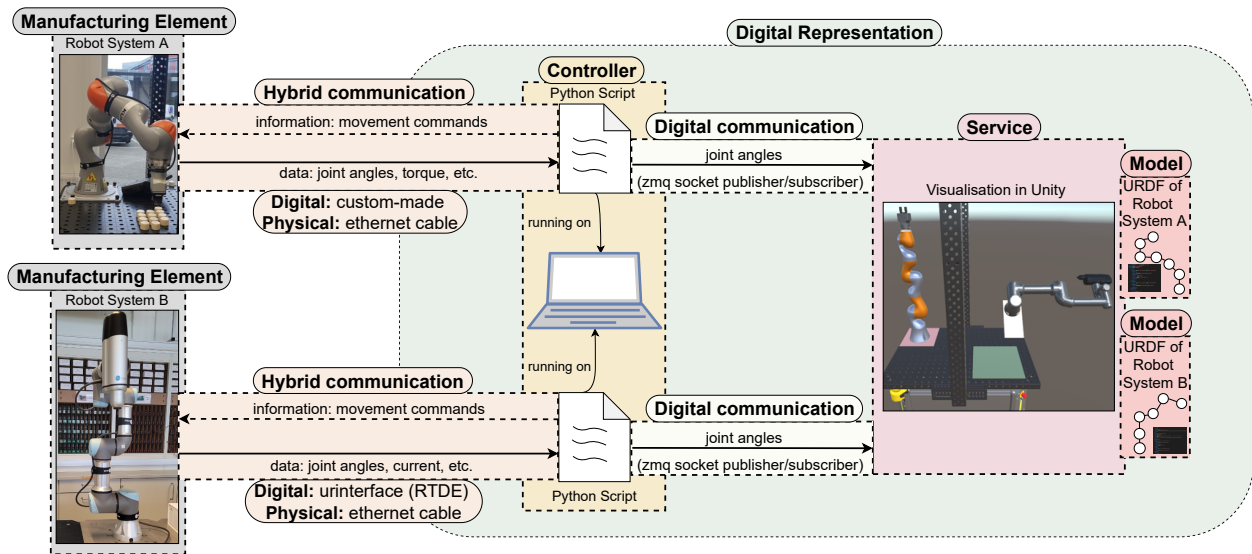 Manufacturing Element
Robot System A
Digital Representation
Hybrid communication
information: movement commands
data: joint angles, torque, etc.
Digital: custom-made
Physical: ethernet cable
Controller
Python Script
Digital communication
joint angles
(zmq socket publisher/subscriber)
Service
Visualisation in Unity
Model
URDF of
Robot
System A
running on
Manufacturing Element
Robot System B
running on
Hybrid communication
information: movement commands
data: joint angles, current, etc.
Digital: urinterface (RTDE)
Physical: ethernet cable
Python Script
Digital communication
joint angles
(zmq socket publisher/subscriber)
Model
URDF of
Robot
System B